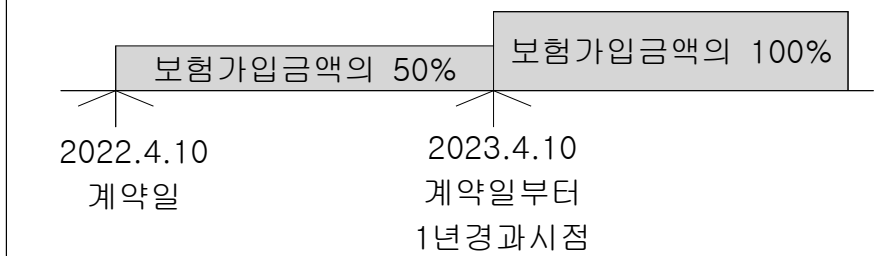 보험가입금액의 50%
보험가입금액의 100%
2022.4.10
계약일
2023.4.10
계약일부터
1년경과시점